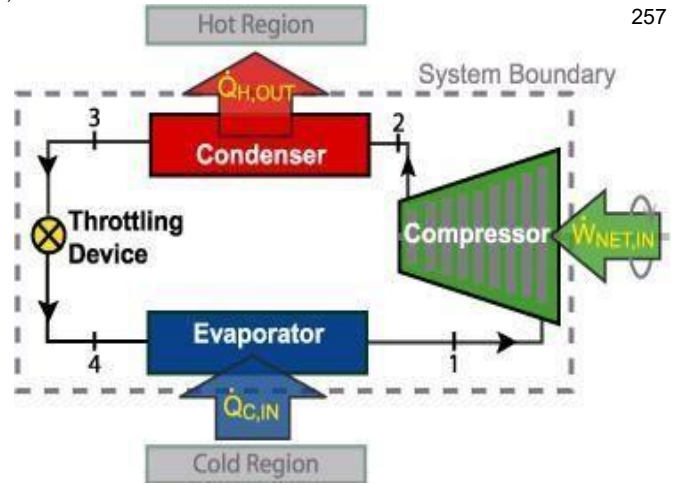 257
Hot Region
Q̇H,OUT
System Boundary
3
2
Condenser
Throttling
Device
Compressor
ẆNET,IN
Evaporator
4
1
Q̇C,IN
Cold Region